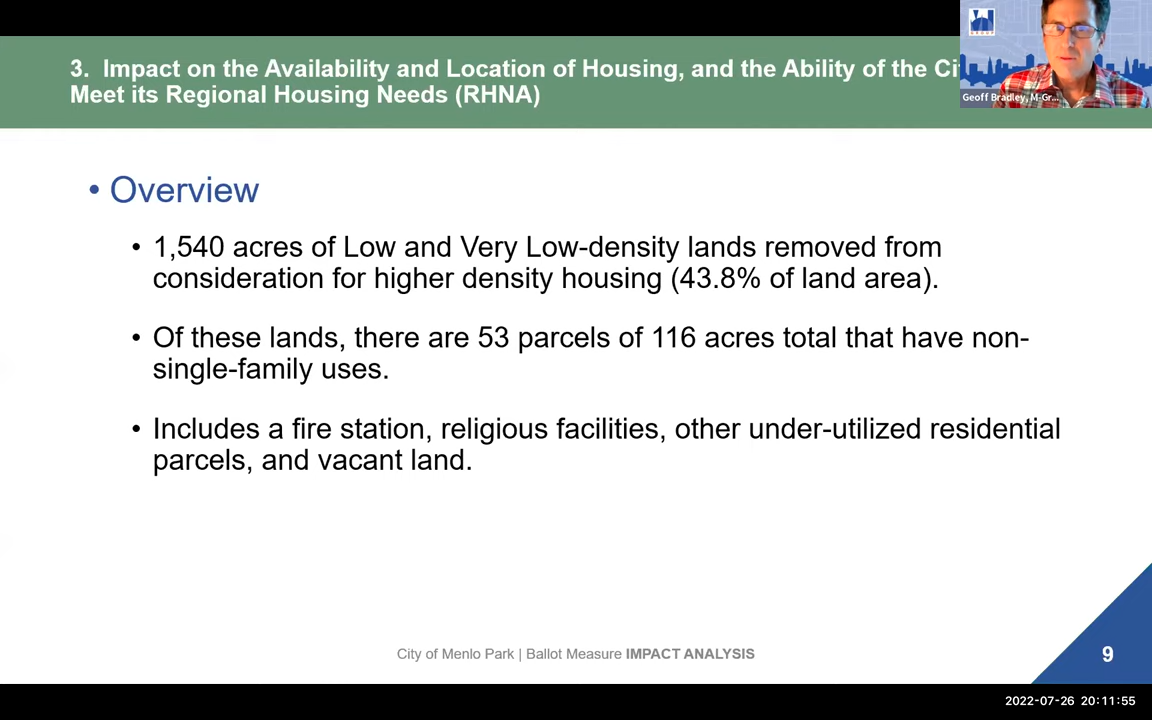 3. Impact on the Availability and Location of Housing, and the Ability of the
Meet its Regional Housing Needs (RHNA)
Geoff Bradley, M-Gr...
• Overview
• 1,540 acres of Low and Very Low-density lands removed from
consideration for higher density housing (43.8% of land area).
• Of these lands, there are 53 parcels of 116 acres total that have non-
single-family uses.
• Includes a fire station, religious facilities, other under-utilized residential
parcels, and vacant land.
City of Menlo Park | Ballot Measure IMPACT ANALYSIS
9
2022-07-26 20:11:55